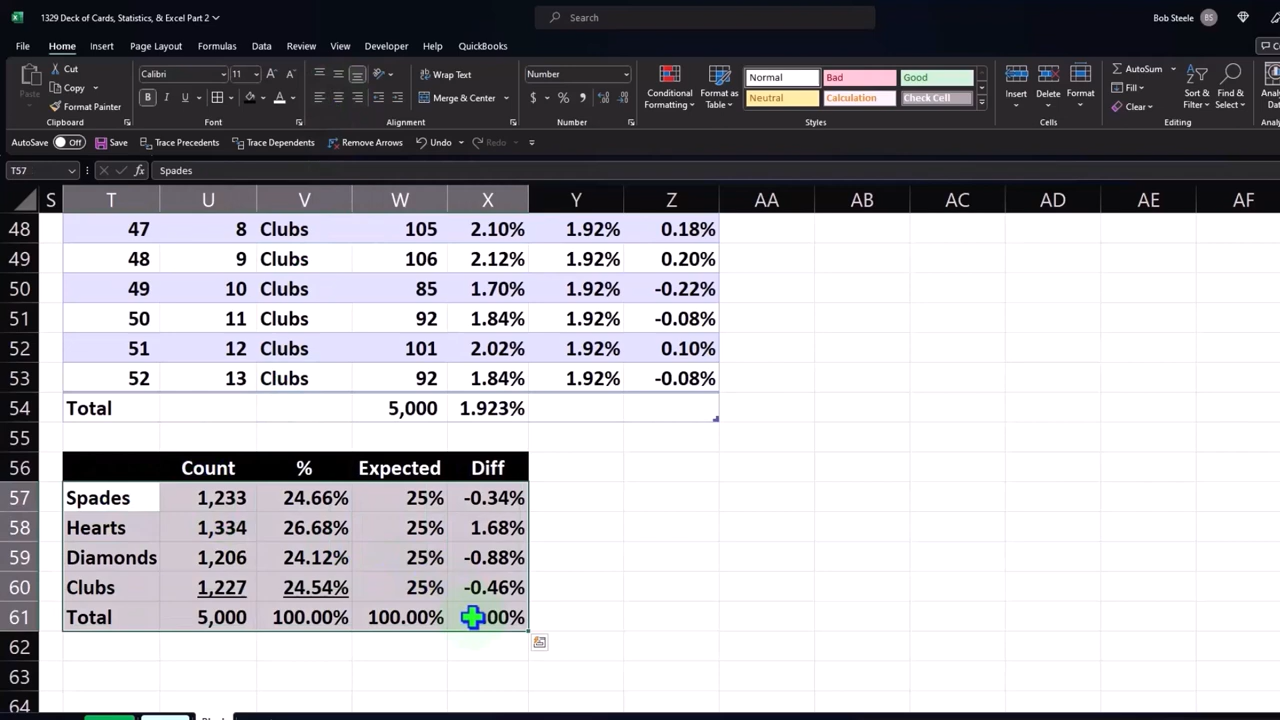 1329 Deck of Cards, Statistics, & Excel Part 2
Search
Bob Steele BS
File Home Insert Page Layout Formulas Data Review View Developer Help QuickBooks
Paste Cut Copy Format Painter Clipboard
Calibri 11 Font
Wrap Text Merge & Center Alignment
Number Number
Conditional Formatting Format as Table
Normal Bad Good
Neutral Calculation Check Cell
Styles
Insert Delete Format Cells
AutoSum Fill Clear Sort & Filter Find & Select Editing
AutoSave Off Save Trace Precedents Trace Dependents Remove Arrows Undo Redo
T57 fx Spades
S T U V W X Y Z AA AB AC AD AE AF
48 47 8 Clubs 105 2.10% 1.92% 0.18%
49 48 9 Clubs 106 2.12% 1.92% 0.20%
50 49 10 Clubs 85 1.70% 1.92% -0.22%
51 50 11 Clubs 92 1.84% 1.92% -0.08%
52 51 12 Clubs 101 2.02% 1.92% 0.10%
53 52 13 Clubs 92 1.84% 1.92% -0.08%
54 Total 5,000 1.923%
55
56 Count % Expected Diff
57 Spades 1,233 24.66% 25% -0.34%
58 Hearts 1,334 26.68% 25% 1.68%
59 Diamonds 1,206 24.12% 25% -0.88%
60 Clubs 1,227 24.54% 25% -0.46%
61 Total 5,000 100.00% 100.00%
62
63
64